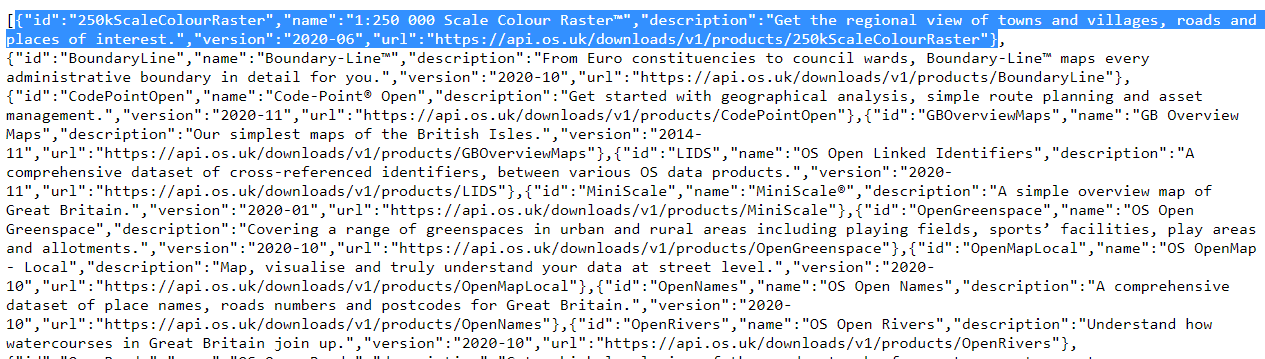 [{"id":"250kScaleColourRaster","name":"1:250 000 Scale Colour Raster™","description":"Get the regional view of towns and villages, roads and
places of interest.","version":"2020-06","url":"https://api.os.uk/downloads/v1/products/250kScaleColourRaster"},
{"id":"BoundaryLine","name":"Boundary-Line™","description":"From Euro constituencies to council wards, Boundary-Line™ maps every
administrative boundary in detail for you.","version":"2020-10","url":"https://api.os.uk/downloads/v1/products/BoundaryLine"},
{"id":"CodePointOpen","name":"Code-Point® Open","description":"Get started with geographical analysis, simple route planning and asset
management.","version":"2020-11","url":"https://api.os.uk/downloads/v1/products/CodePointOpen"},{"id":"GBOverviewMaps","name":"GB Overview
Maps","description":"Our simplest maps of the British Isles.","version":"2014-
11","url":"https://api.os.uk/downloads/v1/products/GBOverviewMaps"},{"id":"LIDS","name":"OS Open Linked Identifiers","description":"A
comprehensive dataset of cross-referenced identifiers, between various OS data products.","version":"2020-
11","url":"https://api.os.uk/downloads/v1/products/LIDS"},{"id":"MiniScale","name":"MiniScale®","description":"A simple overview map of
Great Britain.","version":"2020-01","url":"https://api.os.uk/downloads/v1/products/MiniScale"},{"id":"OpenGreenspace","name":"OS Open
Greenspace","description":"Covering a range of greenspaces in urban and rural areas including playing fields, sports’ facilities, play areas
and allotments.","version":"2020-10","url":"https://api.os.uk/downloads/v1/products/OpenGreenspace"},{"id":"OpenMapLocal","name":"OS OpenMap
- Local","description":"Map, visualise and truly understand your data at street level.","version":"2020-
10","url":"https://api.os.uk/downloads/v1/products/OpenMapLocal"},{"id":"OpenNames","name":"OS Open Names","description":"A comprehensive
dataset of place names, roads numbers and postcodes for Great Britain.","version":"2020-
10","url":"https://api.os.uk/downloads/v1/products/OpenNames"},{"id":"OpenRivers","name":"OS Open Rivers","description":"Understand how
watercourses in Great Britain join up.","version":"2020-10","url":"https://api.os.uk/downloads/v1/products/OpenRivers"},